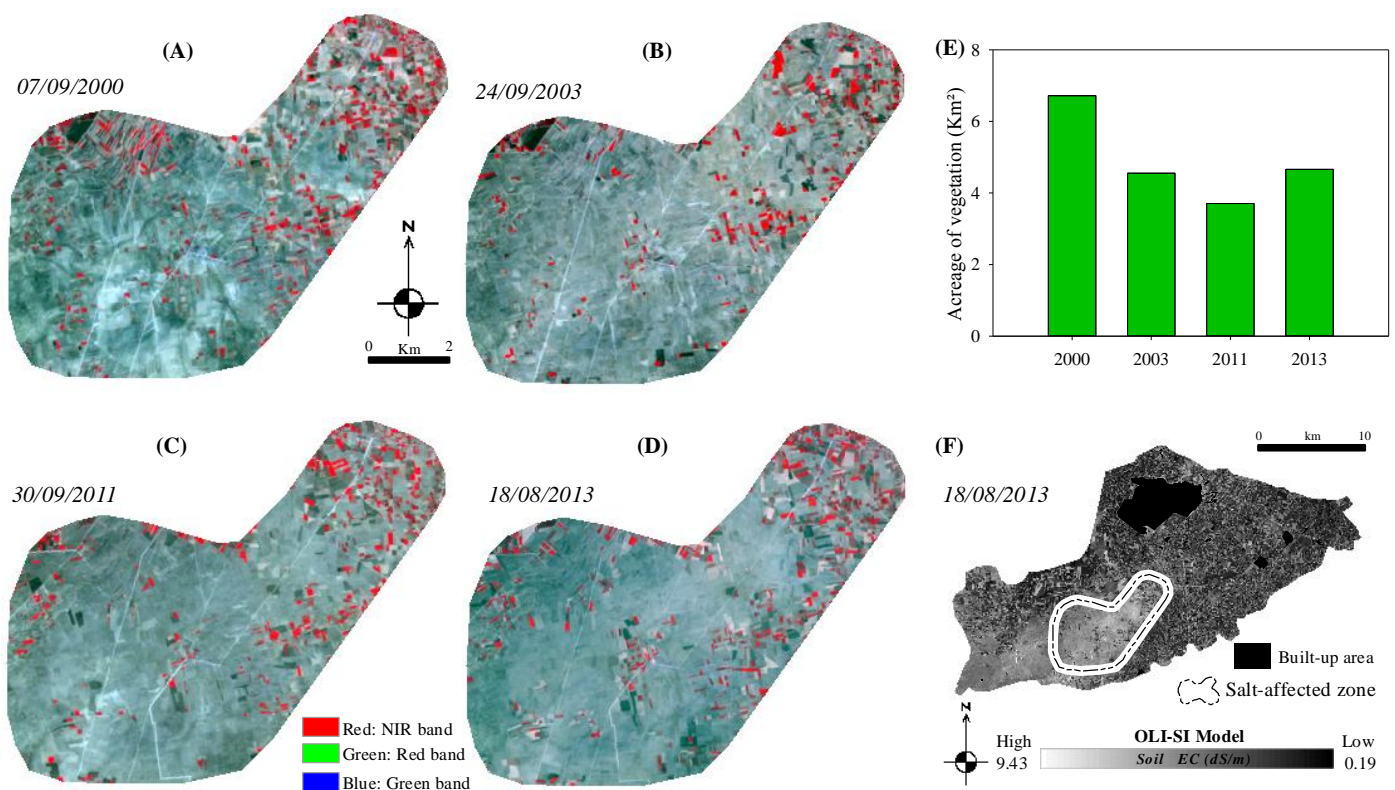 (A)
07/09/2000
N
0 Km 2
(B)
24/09/2003
(E)
Acreage of vegetation (Km²)
8
6
4
2
0
2000 2003 2011 2013
(C)
30/09/2011
Red: NIR band
Green: Red band
Blue: Green band
(D)
18/08/2013
(F)
0 km 10
18/08/2013
Built-up area
Salt-affected zone
N
OLI-SI Model
High Low
Soil EC (dS/m)
9.43 0.19